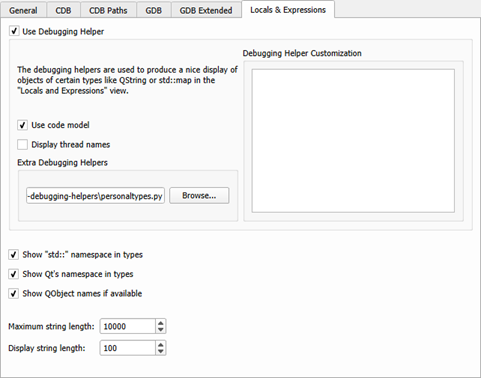 General CDB CDB Paths GDB GDB Extended Locals & Expressions
Use Debugging Helper
The debugging helpers are used to produce a nice display of
objects of certain types like QString or std::map in the
"Locals and Expressions" view.
Use code model
Display thread names
Extra Debugging Helpers
-debugging-helpers\personaltypes.py Browse...
Debugging Helper Customization
Show "std::" namespace in types
Show Qt's namespace in types
Show QObject names if available
Maximum string length: 10000
Display string length: 100